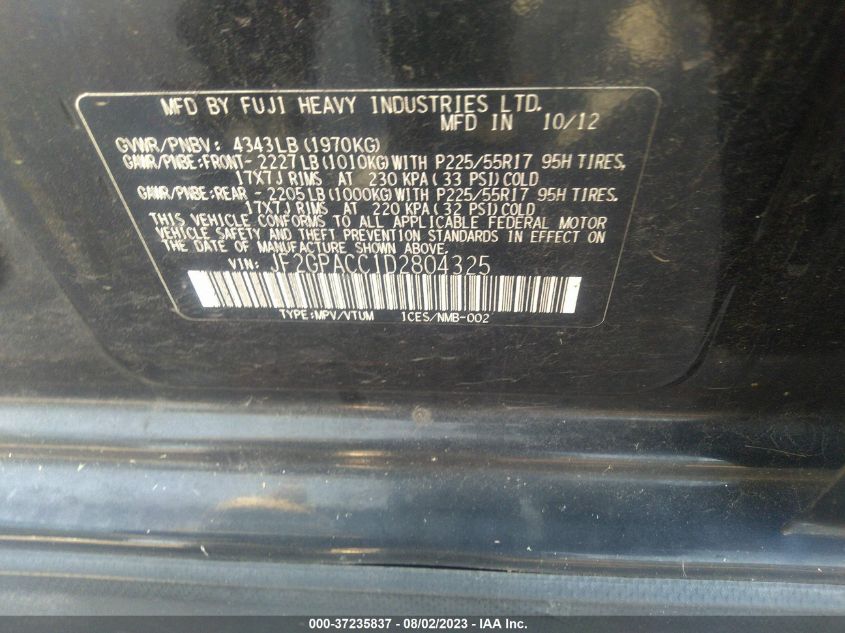 MFD BY FUJI HEAVY INDUSTRIES LTD.
MFD IN 10/12
GVWR/PNBV: 4343LB (1970KG)
GAWR/PNBE:FRONT-2227LB (1010KG) WITH P225/55R17 95H TIRES,
17X7J RIMS AT 230 KPA (33 PSI) COLD
GAWR/PNBE:REAR -2205LB (1000KG) WITH P225/55R17 95H TIRES.
17X7J RIMS AT 220 KPA (32 PSI) COLD
THIS VEHICLE CONFORMS TO ALL APPLICABLE FEDERAL MOTOR
VEHICLE SAFETY AND THEFT PREVENTION STANDARDS IN EFFECT ON
THE DATE OF MANUFACTURE SHOWN ABOVE.
VIN: JF2GPACC1D2804325
TYPE:MPV/VTUM 1CES/NMB-002
000-37235837 - 08/02/2023 - IAA Inc.